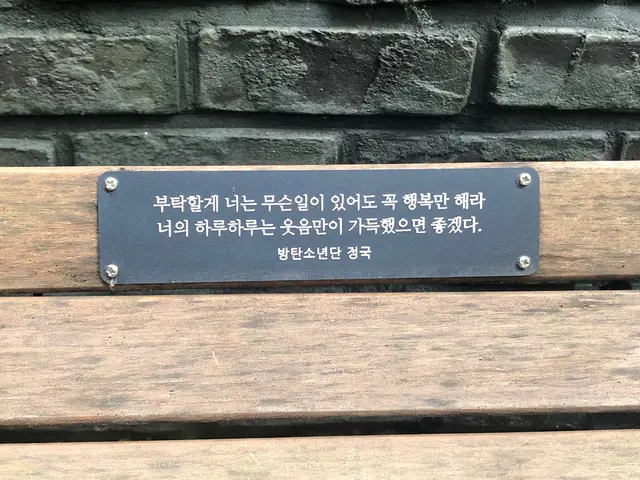 부탁할게 너는 무슨일이 있어도 꼭 행복만 해라
너의 하루하루는 웃음만이 가득했으면 좋겠다.
방탄소년단 정국